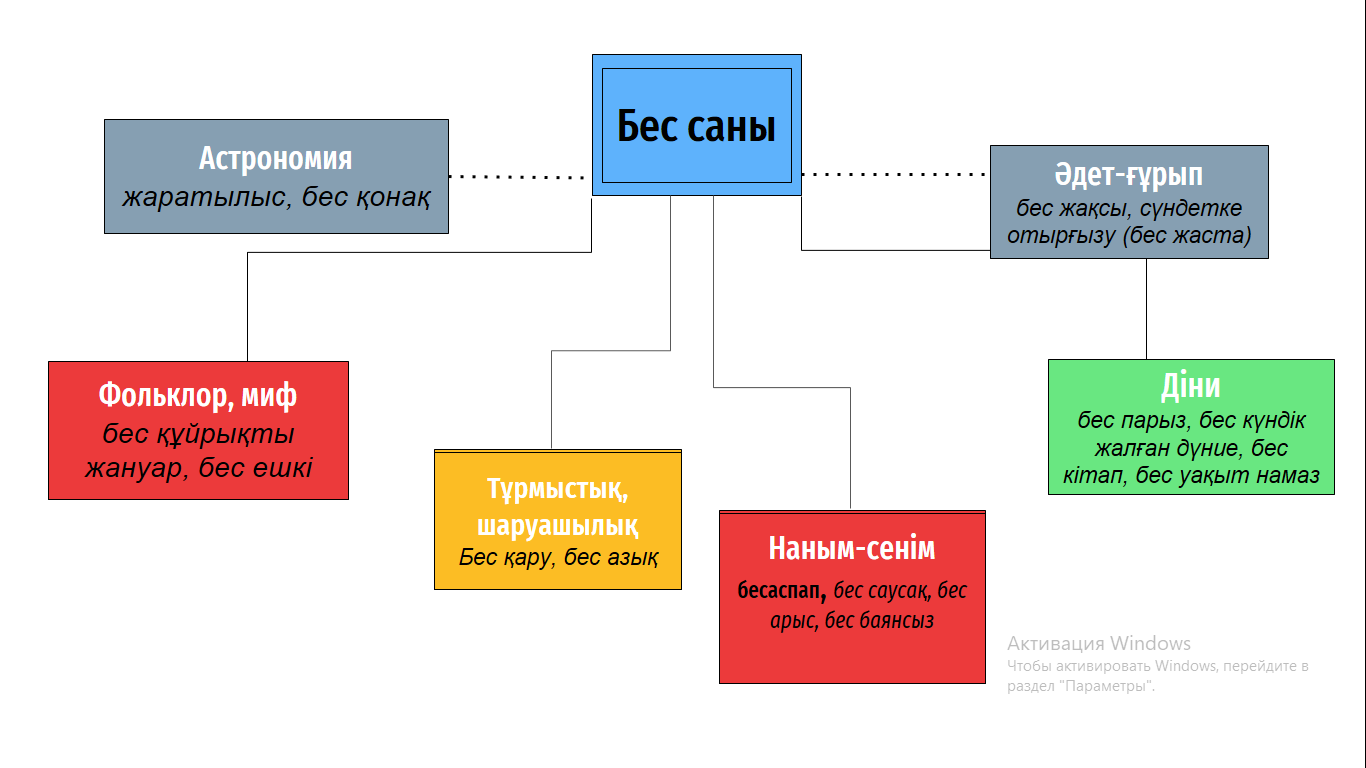 Бес саны
Астрономия
жаратылыс, бес қонақ
Әдет-ғұрып
бес жақсы, сүндетке
отырғызу (бес жаста)
Фольклор, миф
бес құйрықты
жануар, бес ешкі
Діни
бес парыз, бес күндік
жалған дүние, бес
кітап, бес уақыт намаз
Тұрмыстық,
шаруашылық
Бес қару, бес азық
Наным-сенім
бесаспап, бес саусақ, бес
арыс, бес баянсыз
Активация Windows
Чтобы активировать Windows, перейдите в
раздел "Параметры".